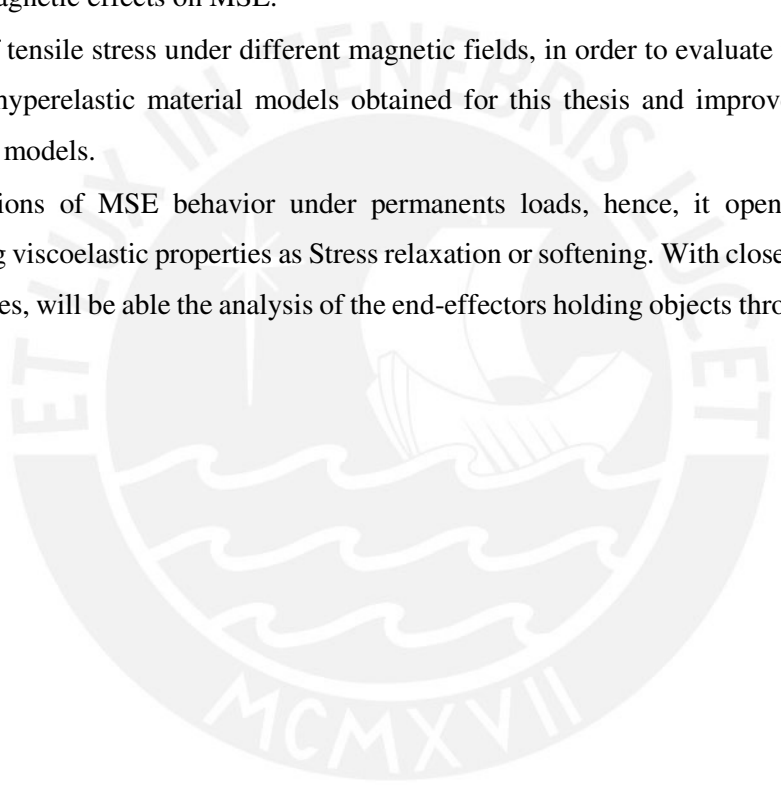 agnetic effects on MSE.
tensile stress under different magnetic fields, in order to evaluate
hyperelastic material models obtained for this thesis and improv
models.
ions of MSE behavior under permanents loads, hence, it open
g viscoelastic properties as Stress relaxation or softening. With close
es, will be able the analysis of the end-effectors holding objects thro
ET LUX IN TENEBRIS LUCET
MCMXVII